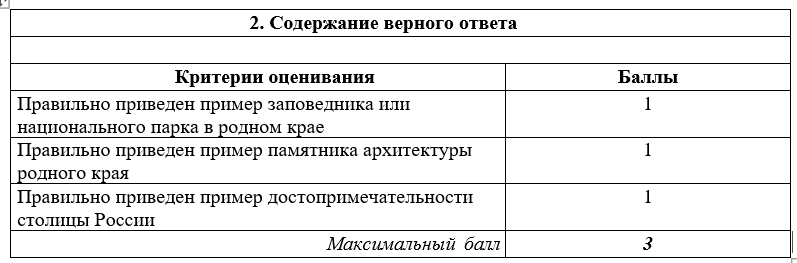 2. Содержание верного ответа
Критерии оценивания Баллы
Правильно приведен пример заповедника или 1
национального парка в родном крае
Правильно приведен пример памятника архитектуры 1
родного края
Правильно приведен пример достопримечательности 1
столицы России
Максимальный балл 3